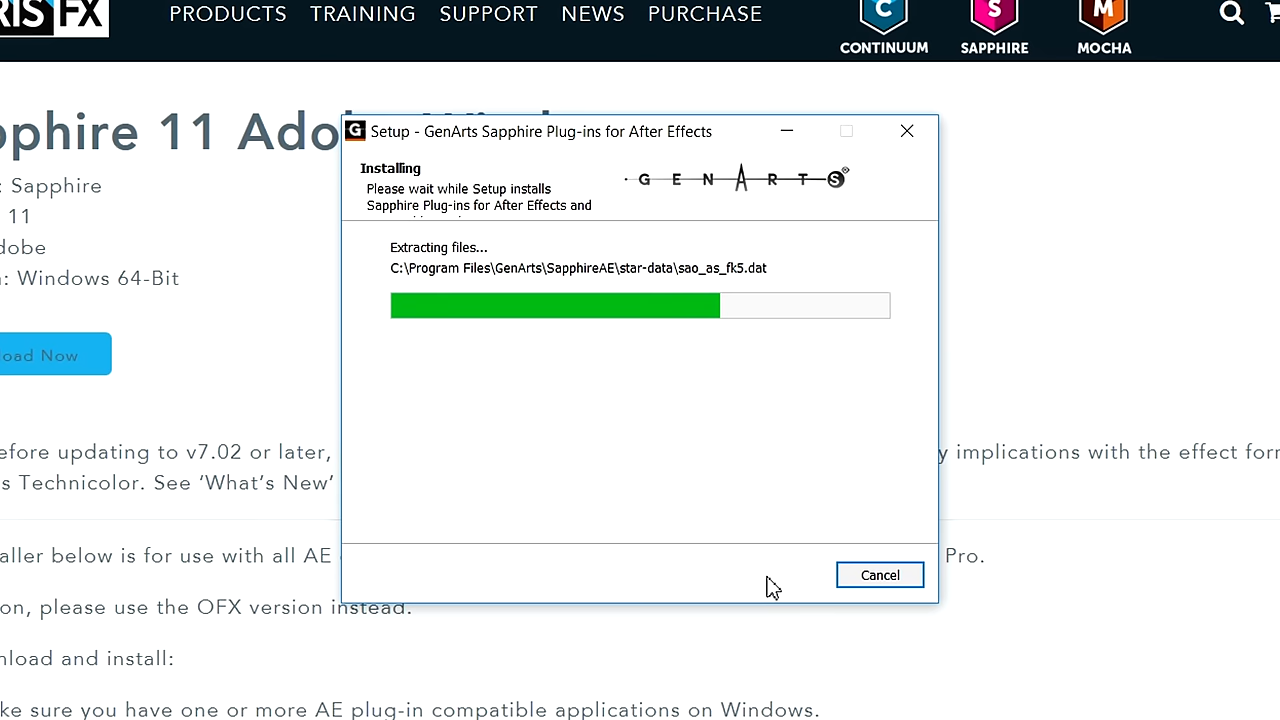 RIS FX
PRODUCTS TRAINING SUPPORT NEWS PURCHASE
C S M
CONTINUUM SAPPHIRE MOCHA
pphire 11
: Sapphire
11
dobe
: Windows 64-Bit
oad Now
efore updating to v7.02 or later,
y implications with the effect for
s Technicolor. See ‘What’s New’
aller below is for use with all AE
Pro.
on, please use the OFX version instead.
nload and install:
ke sure you have one or more AE plug-in compatible applications on Windows.
G Setup - GenArts Sapphire Plug-ins for After Effects
Installing
Please wait while Setup installs
Sapphire Plug-ins for After Effects and
GENARTS®
Extracting files...
C:\Program Files\GenArts\SapphireAE\star-data\sao_as_fk5.dat
Cancel